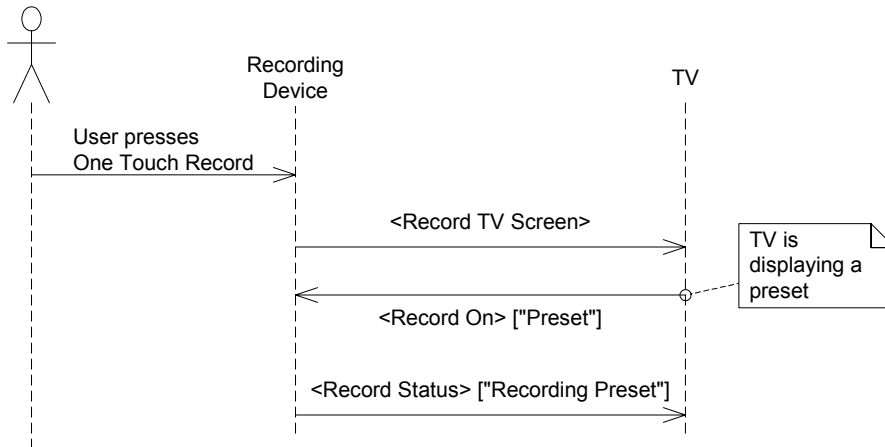 Recording
Device
TV
User presses
One Touch Record
<Record TV Screen>
TV is
displaying a
preset
<Record On> ["Preset"]
<Record Status> ["Recording Preset"]